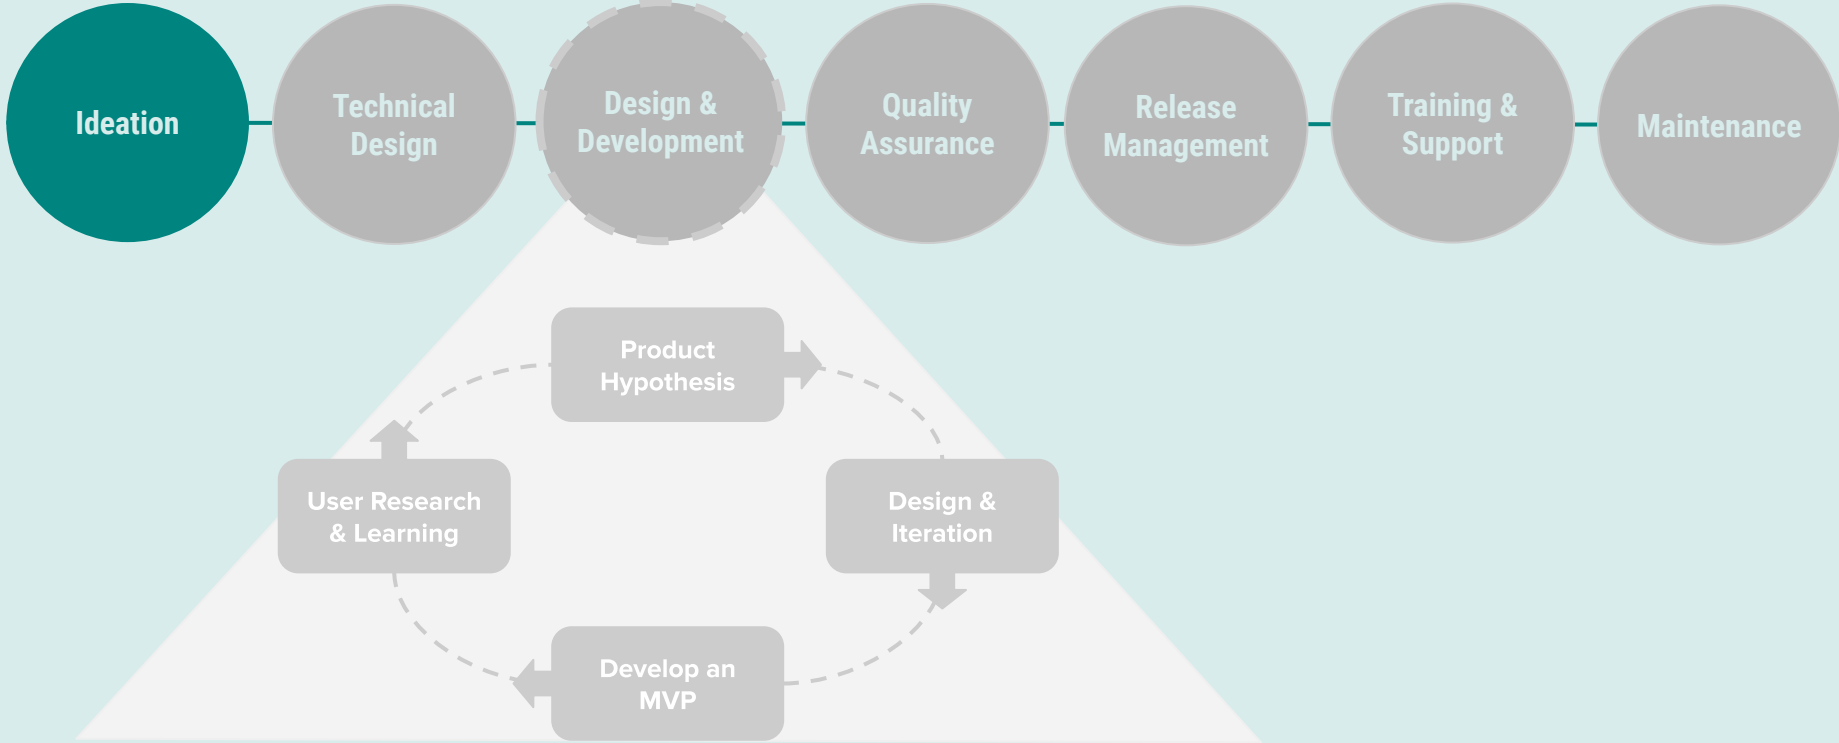 Ideation
Technical
Design
Design &
Development
Quality
Assurance
Release
Management
Training &
Support
Maintenance
Product
Hypothesis
User Research
& Learning
Design &
Iteration
Develop an
MVP